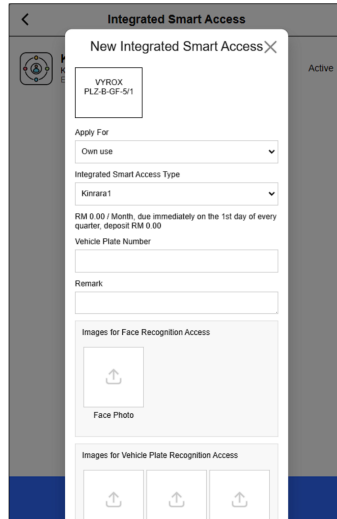 Integrated Smart Access
New Integrated Smart Access
K
K
E
Active
VYROX
PLZ-B-GF-5/1
Apply For
Own use
Integrated Smart Access Type
Kinrara1
RM 0.00 / Month, due immediately on the 1st day of every
quarter, deposit RM 0.00
Vehicle Plate Number
Remark
Images for Face Recognition Access
Face Photo
Images for Vehicle Plate Recognition Access